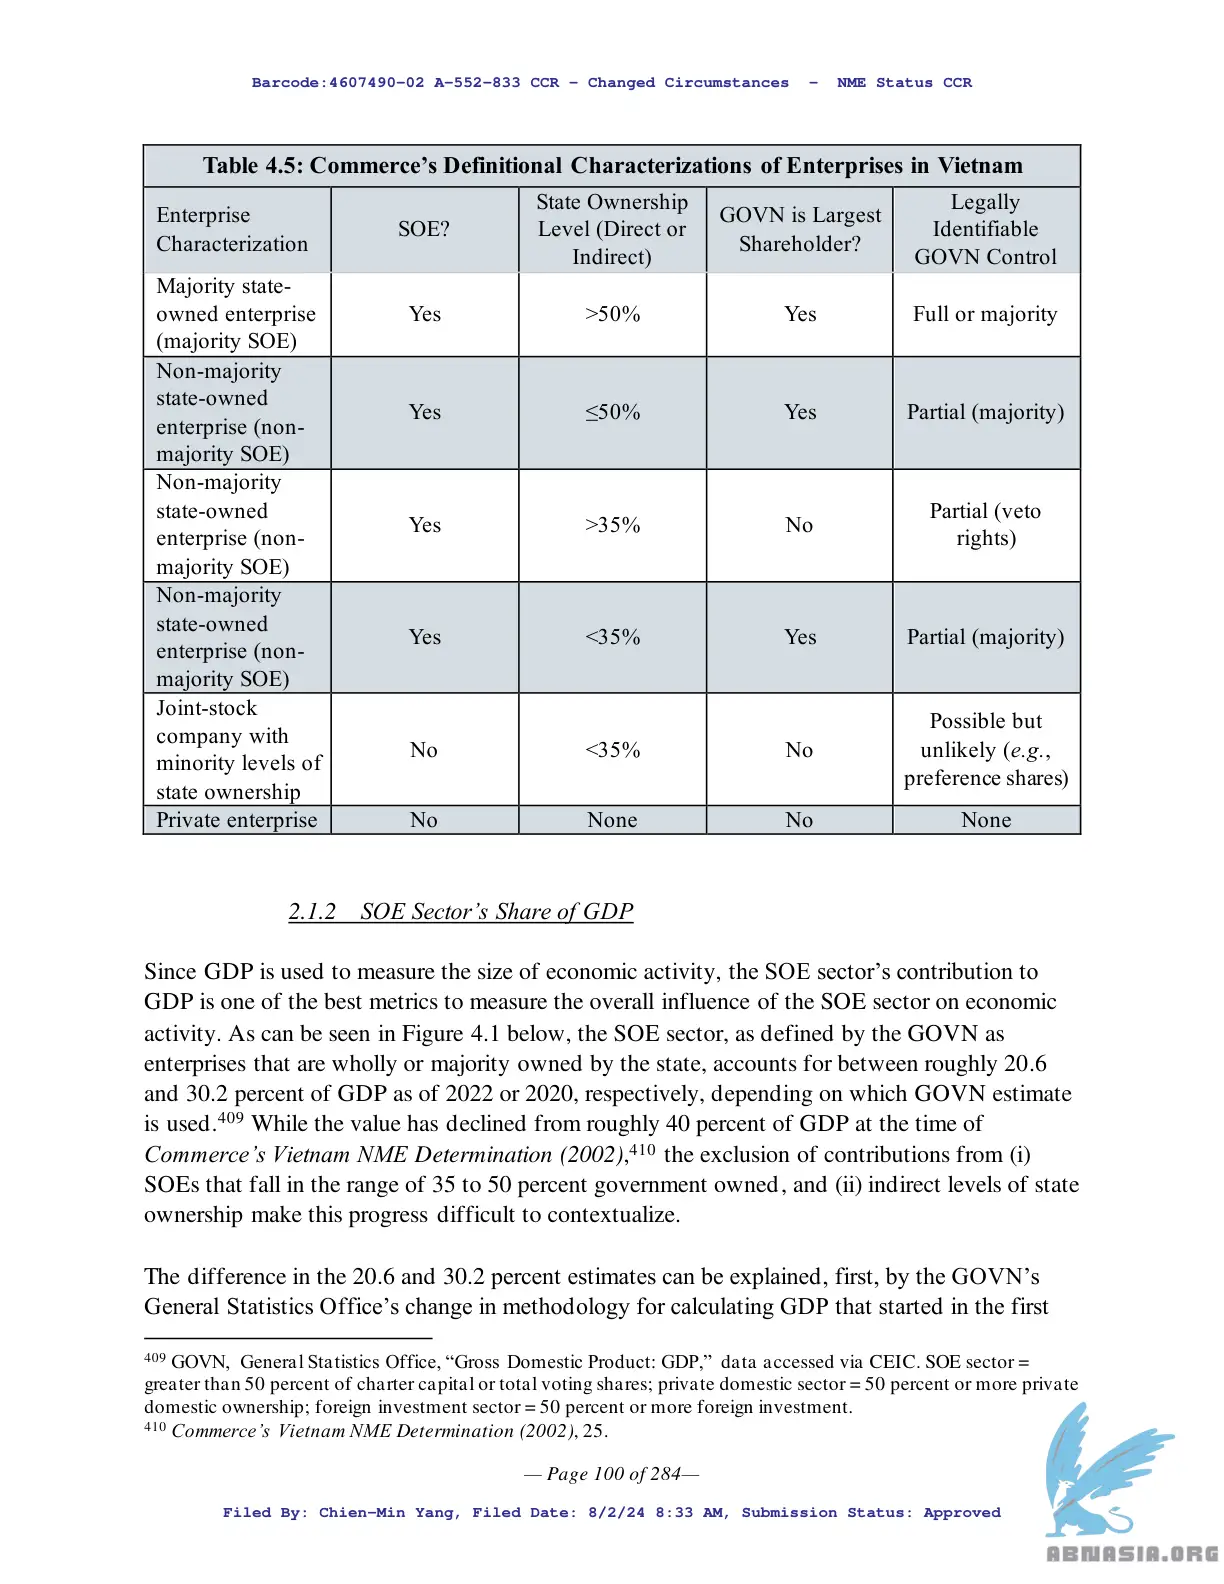 Barcode:4607490-02 A-552-833 CCR - Changed Circumstances - NME Status CCR
Table 4.5: Commerce’s Definitional Characterizations of Enterprises in Vietnam
Enterprise
Characterization
SOE?
State Ownership
Level (Direct or
Indirect)
GOVN is Largest
Shareholder?
Legally
Identifiable
GOVN Control
Majority state-
owned enterprise
(majority SOE)
Yes
>50%
Yes
Full or majority
Non-majority
state-owned
enterprise (non-
majority SOE)
Yes
≤50%
Yes
Partial (majority)
Non-majority
state-owned
enterprise (non-
majority SOE)
Yes
>35%
No
Partial (veto
rights)
Non-majority
state-owned
enterprise (non-
majority SOE)
Yes
<35%
Yes
Partial (majority)
Joint-stock
company with
minority levels of
state ownership
No
<35%
No
Possible but
unlikely (e.g.,
preference shares)
Private enterprise
No
None
No
None
2.1.2 SOE Sector’s Share of GDP
Since GDP is used to measure the size of economic activity, the SOE sector’s contribution to
GDP is one of the best metrics to measure the overall influence of the SOE sector on economic
activity. As can be seen in Figure 4.1 below, the SOE sector, as defined by the GOVN as
enterprises that are wholly or majority owned by the state, accounts for between roughly 20.6
and 30.2 percent of GDP as of 2022 or 2020, respectively, depending on which GOVN estimate
is used.409 While the value has declined from roughly 40 percent of GDP at the time of
Commerce’s Vietnam NME Determination (2002),410 the exclusion of contributions from (i)
SOEs that fall in the range of 35 to 50 percent government owned, and (ii) indirect levels of state
ownership make this progress difficult to contextualize.
The difference in the 20.6 and 30.2 percent estimates can be explained, first, by the GOVN’s
General Statistics Office’s change in methodology for calculating GDP that started in the first
409 GOVN, General Statistics Office, “Gross Domestic Product: GDP,” data accessed via CEIC. SOE sector =
greater than 50 percent of charter capital or total voting shares; private domestic sector = 50 percent or more private
domestic ownership; foreign investment sector = 50 percent or more foreign investment.
410 Commerce’s Vietnam NME Determination (2002), 25.
— Page 100 of 284—
Filed By: Chien-Min Yang, Filed Date: 8/2/24 8:33 AM, Submission Status: Approved
ABNASIA.ORG